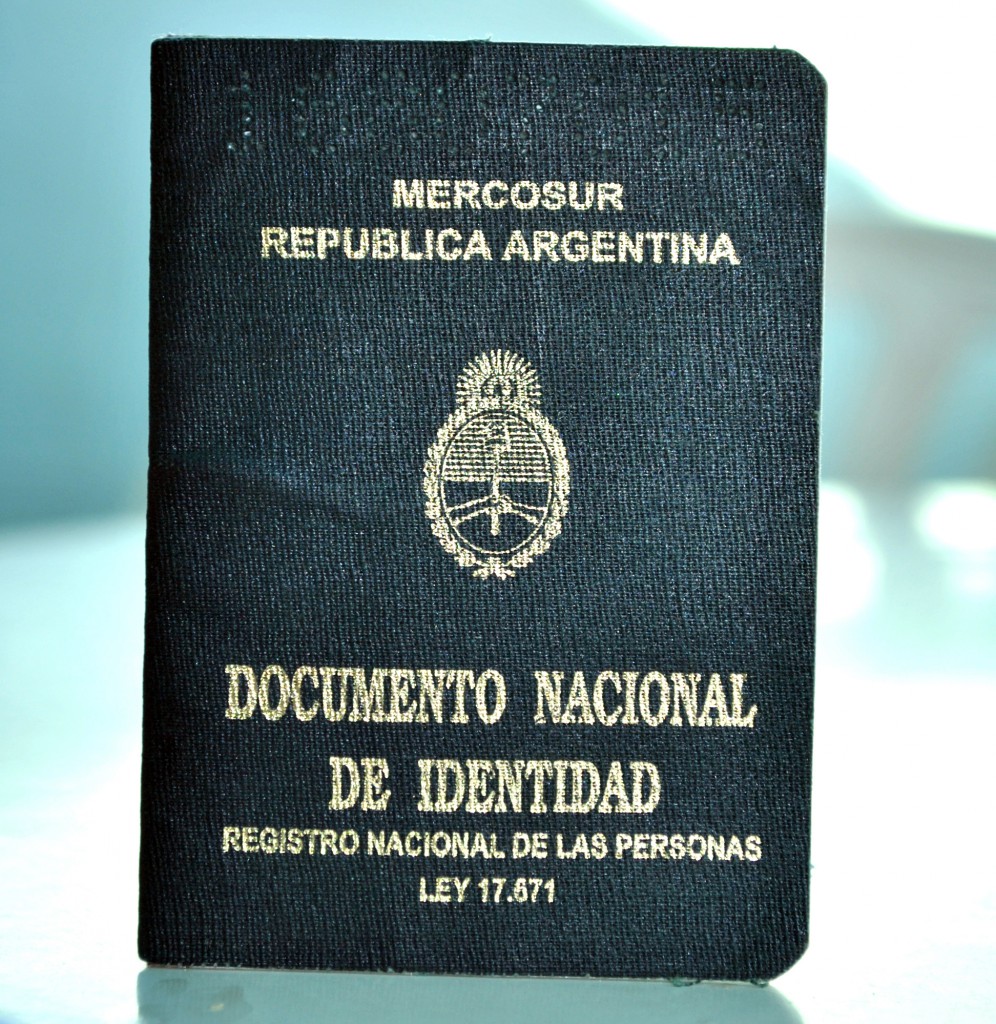 MERCOSUR
REPUBLICA ARGENTINA
DOCUMENTO NACIONAL
DE IDENTIDAD
REGISTRO NACIONAL DE LAS PERSONAS
LEY 17.671